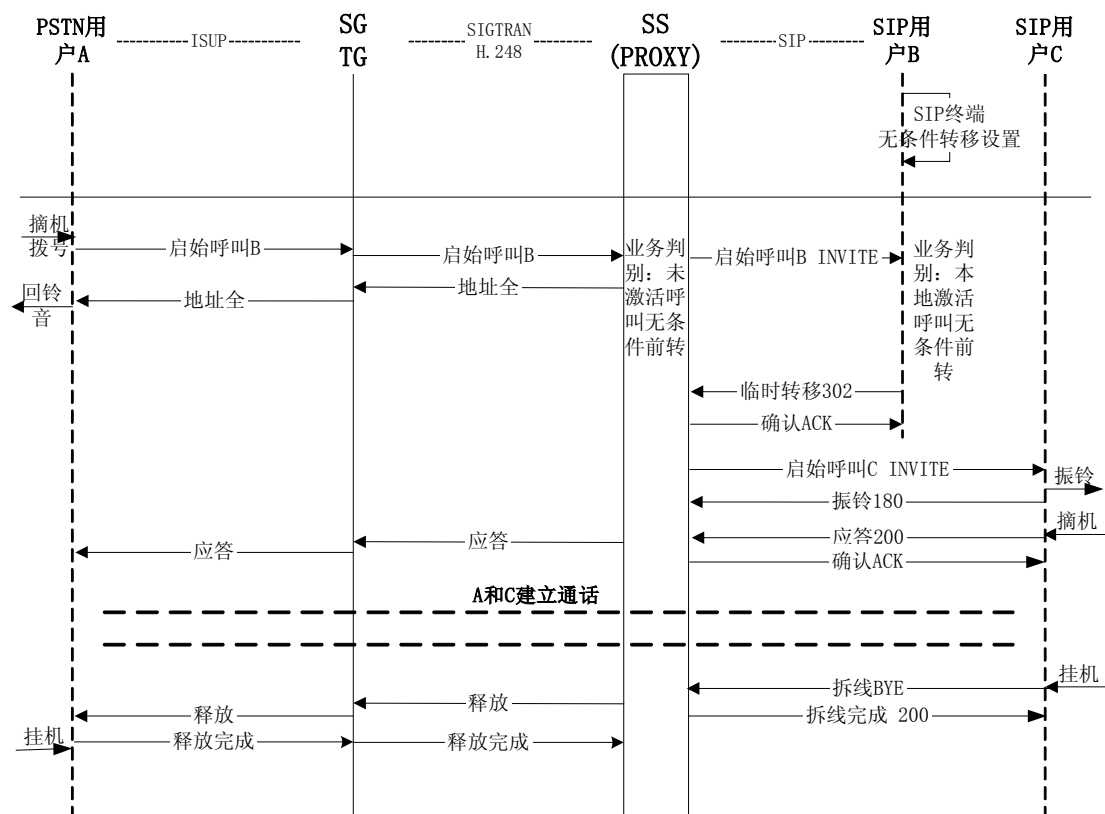 PSTN用
户A
ISUP
SG
TG
SIGTRAN
H.248
SS
(PROXY)
SIP
SIP用
户B
SIP用
户C
SIP终端
无条件转移设置
摘机
拨号
启始呼叫B
启始呼叫B
业务判
别：未
激活呼
叫无条
件前转
启始呼叫B INVITE
业务判
别：本
地激活
呼叫无
条件前
转
回铃
音
地址全
地址全
临时转移302
确认ACK
启始呼叫C INVITE
振铃
振铃180
摘机
应答
应答
应答200
确认ACK
A和C建立通话
挂机
拆线BYE
释放
释放
拆线完成 200
挂机
释放完成
释放完成